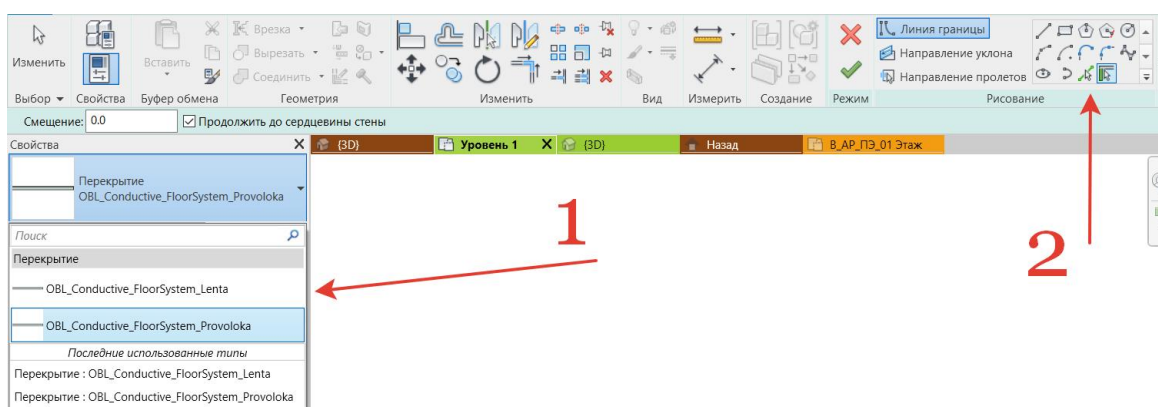 Изменить
Вставить
Врезка
Вырезать
Соединить
Линия границы
Направление уклона
Направление пролетов
Выбор Свойства Буфер обмена Геометрия Изменить Вид Измерить Создание Режим Рисование
Смещение: 0.0 Продолжить до сердцевины стены
Свойства X {3D} Уровень 1 X {3D} Назад В_АР_ПЭ_01 Этаж
Перекрытие
OBL_Conductive_FloorSystem_Provoloka
1
2
Поиск
Перекрытие
OBL_Conductive_FloorSystem_Lenta
OBL_Conductive_FloorSystem_Provoloka
Последние использованные типы
Перекрытие : OBL_Conductive_FloorSystem_Lenta
Перекрытие : OBL_Conductive_FloorSystem_Provoloka